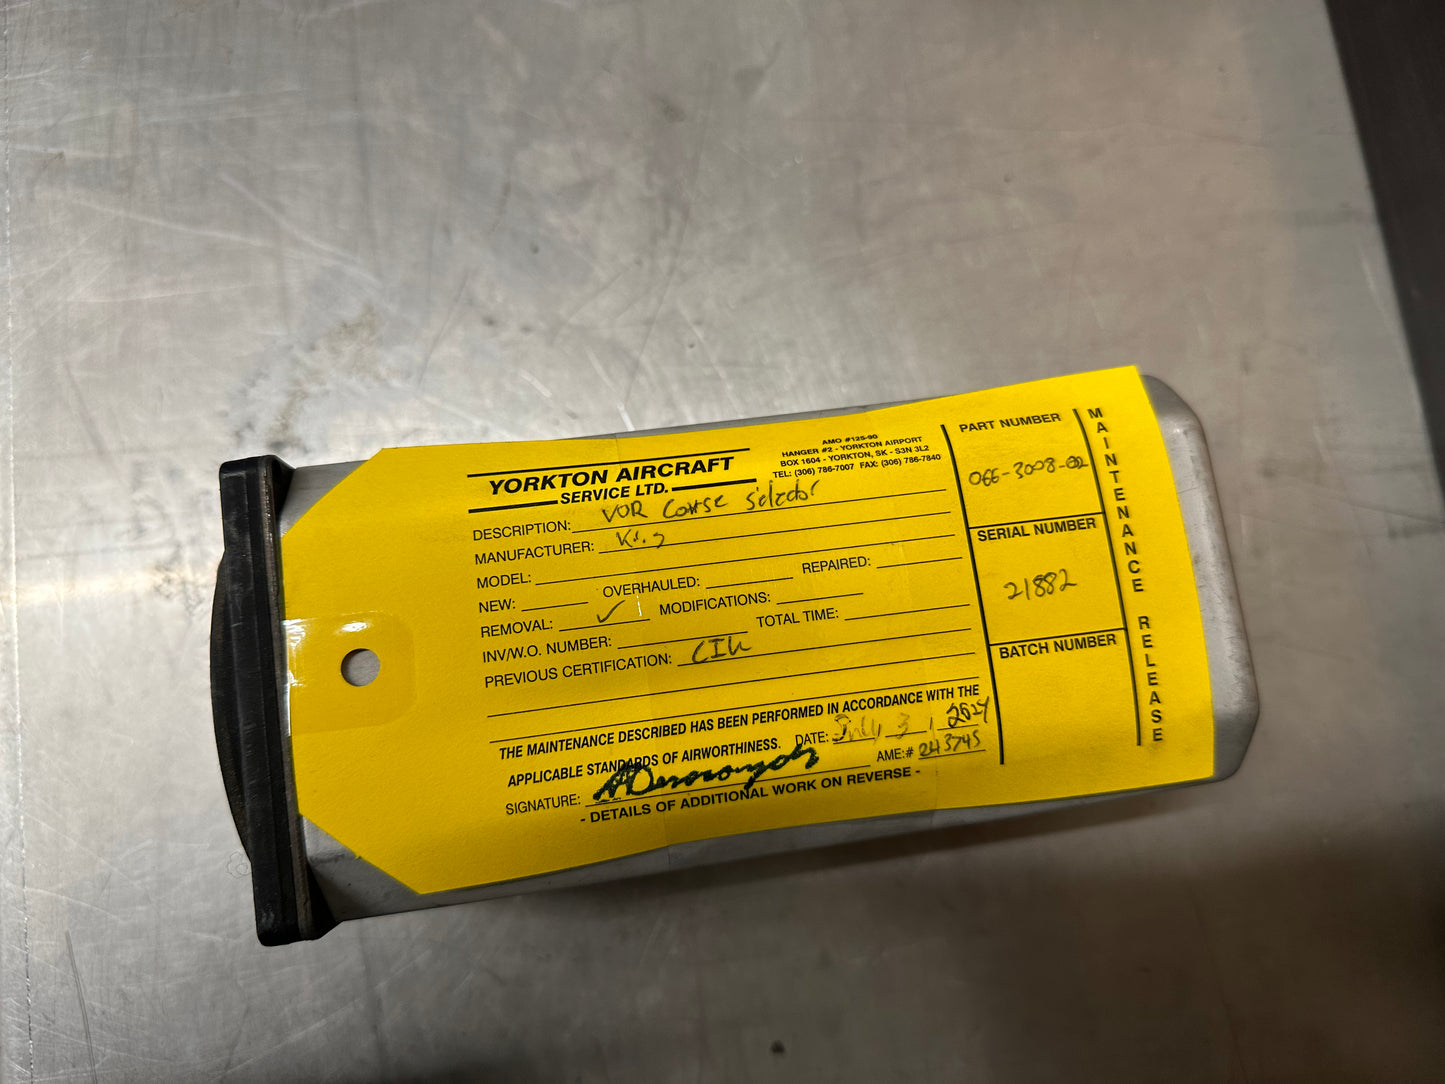 YORKTON AIRCRAFT
SERVICE LTD.
AMO #125-90
HANGER #2 - YORKTON AIRPORT
BOX 1604 - YORKTON, SK - S3N 3L2
TEL: (306) 786-7007 FAX: (306) 786-7840
DESCRIPTION: VOR Course Selector
MANUFACTURER: King
MODEL:
NEW: OVERHAULED: REPAIRED:
REMOVAL: ✓ MODIFICATIONS:
INV/W.O. NUMBER: TOTAL TIME:
PREVIOUS CERTIFICATION:
THE MAINTENANCE DESCRIBED HAS BEEN PERFORMED IN ACCORDANCE WITH THE
APPLICABLE STANDARDS OF AIRWORTHINESS. DATE: July 31, 2024
SIGNATURE: AME:# 243745
- DETAILS OF ADDITIONAL WORK ON REVERSE -
PART NUMBER
066-3008-02
SERIAL NUMBER
21882
BATCH NUMBER
MAINTENANCE RELEASE